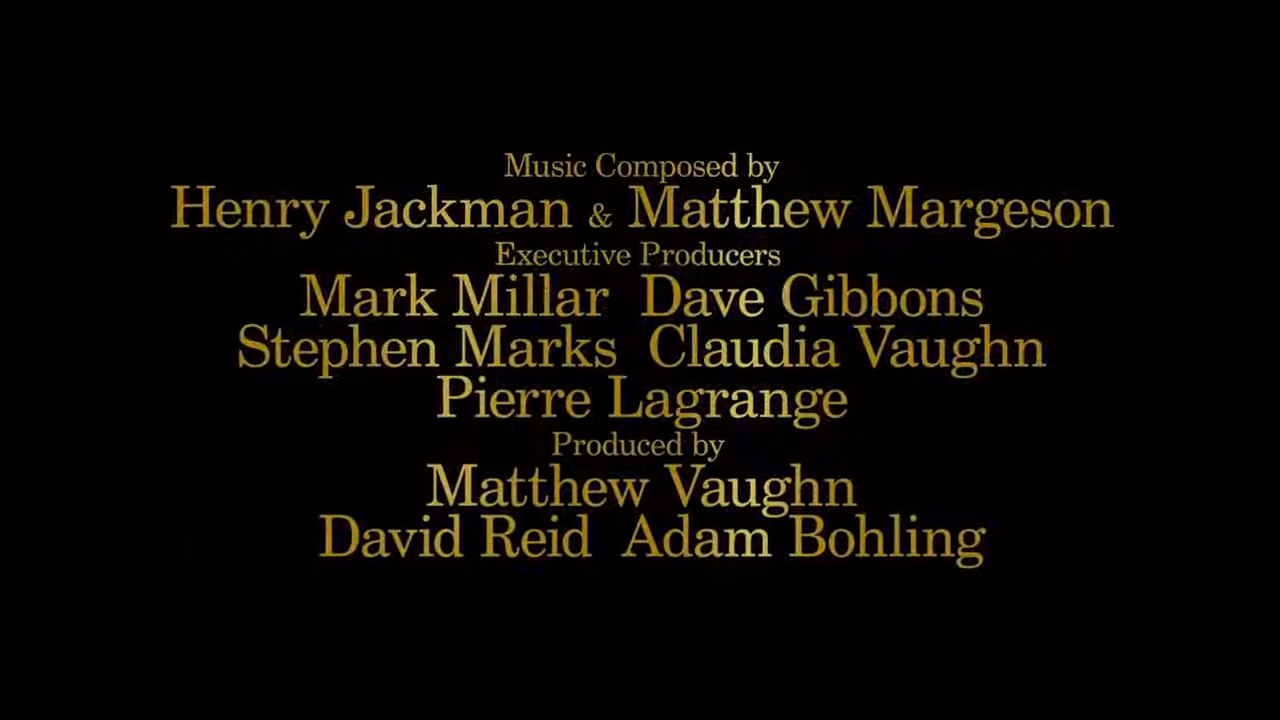 Music Composed by
Henry Jackman & Matthew Margeson
Executive Producers
Mark Millar Dave Gibbons
Stephen Marks Claudia Vaughn
Pierre Lagrange
Produced by
Matthew Vaughn
David Reid Adam Bohling